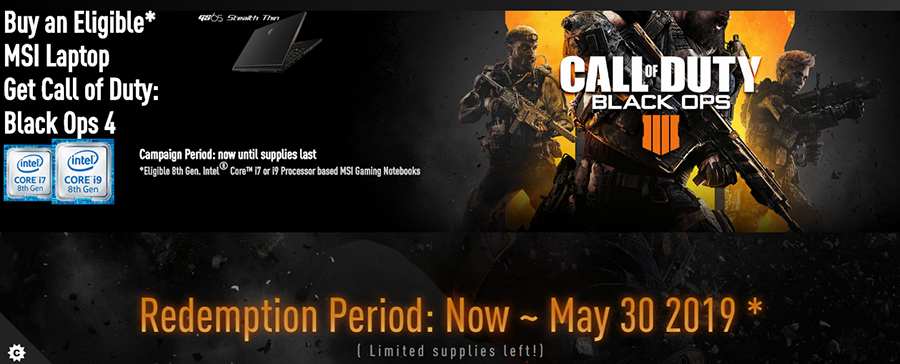 Buy an Eligible*
MSI Laptop
Get Call of Duty:
Black Ops 4
GS65 Stealth Thin
intel
CORE i7
8th Gen
intel
CORE i9
8th Gen
Campaign Period: now until supplies last
*Eligible 8th Gen. Intel® Core™ i7 or i9 Processor based MSI Gaming Notebooks
CALL OF DUTY
BLACK OPS
IIII
Redemption Period: Now ~ May 30 2019 *
( Limited supplies left!)